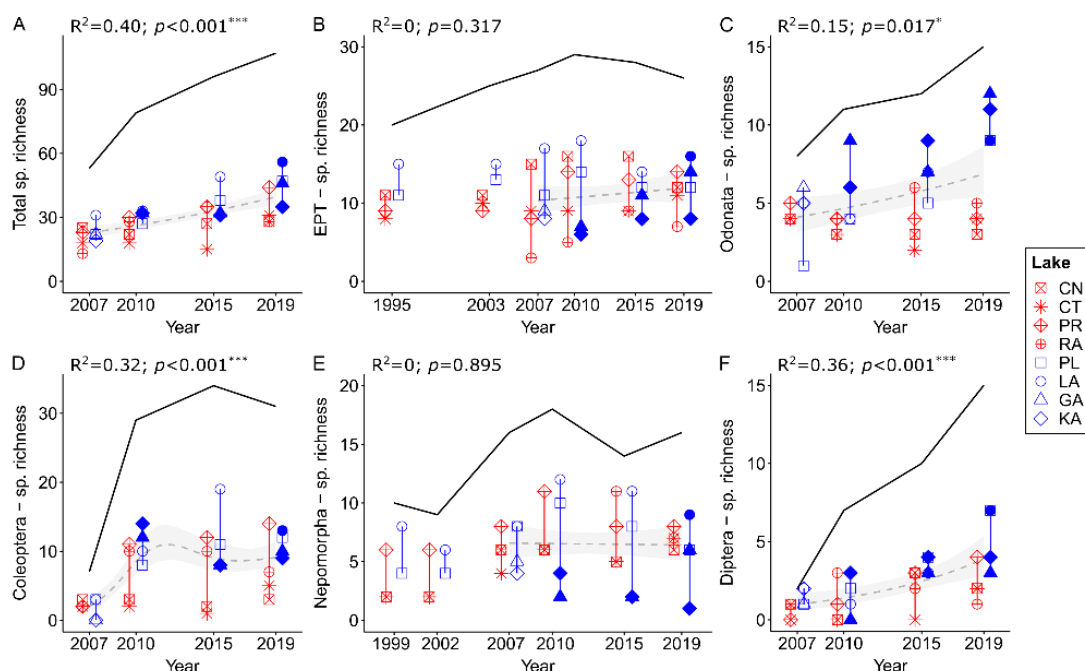 A
R²=0.40; p<0.001***
Total sp. richness
90
60
30
0
2007 2010 2015 2019
Year
B
R²=0; p=0.317
EPT − sp. richness
30
20
10
0
1995 2003 2007 2010 2015 2019
Year
C
R²=0.15; p=0.017*
Odonata − sp. richness
15
10
5
0
2007 2010 2015 2019
Year
Lake
CN
CT
PR
RA
PL
LA
GA
KA
D
R²=0.32; p<0.001***
Coleoptera − sp. richness
30
20
10
0
2007 2010 2015 2019
Year
E
R²=0; p=0.895
Nepomorpha − sp. richness
20
15
10
5
0
1999 2002 2007 2010 2015 2019
Year
F
R²=0.36; p<0.001***
Diptera − sp. richness
15
10
5
0
2007 2010 2015 2019
Year